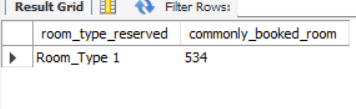 Result Grid Filter Rows:
room_type_reserved commonly_booked_room
Room_Type 1 534